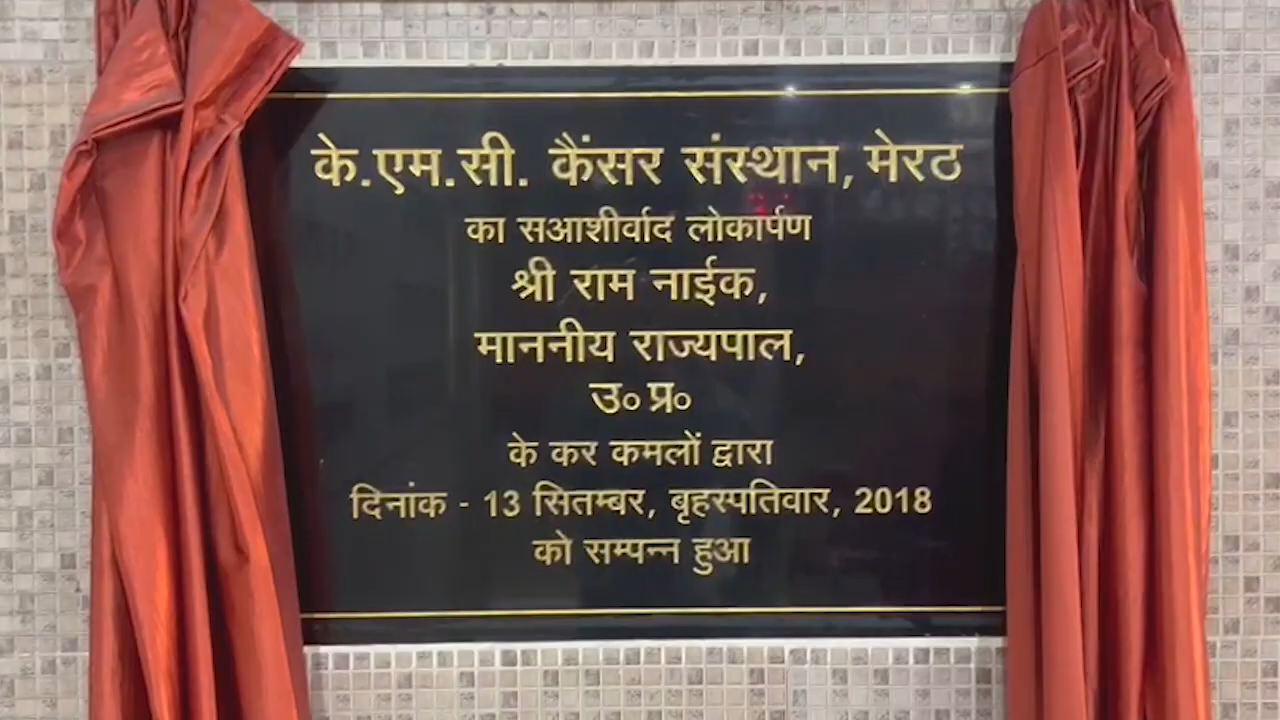 के.एम.सी. कैंसर संस्थान, मेरठ
का सआशीर्वाद लोकार्पण
श्री राम नाईक,
माननीय राज्यपाल,
उ० प्र०
के कर कमलों द्वारा
दिनांक - 13 सितम्बर, बृहस्पतिवार, 2018
को सम्पन्न हुआ